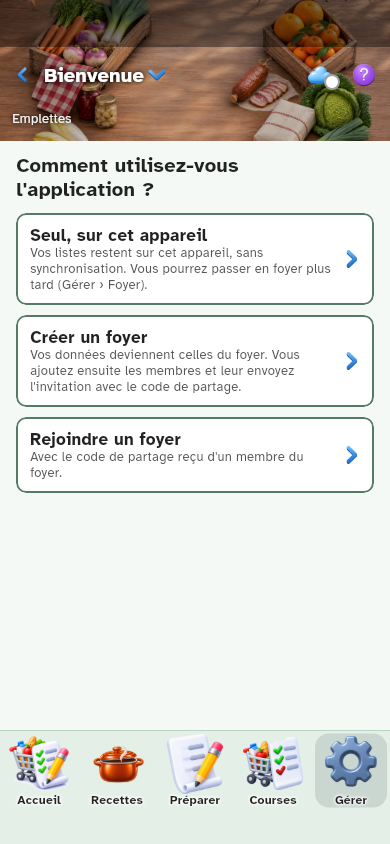 Bienvenue
?
Emplettes
Comment utilisez-vous
l'application ?
Seul, sur cet appareil
Vos listes restent sur cet appareil, sans
synchronisation. Vous pourrez passer en foyer plus
tard (Gérer › Foyer).
Créer un foyer
Vos données deviennent celles du foyer. Vous
ajoutez ensuite les membres et leur envoyez
l'invitation avec le code de partage.
Rejoindre un foyer
Avec le code de partage reçu d'un membre du
foyer.
Accueil
Recettes
Préparer
Courses
Gérer